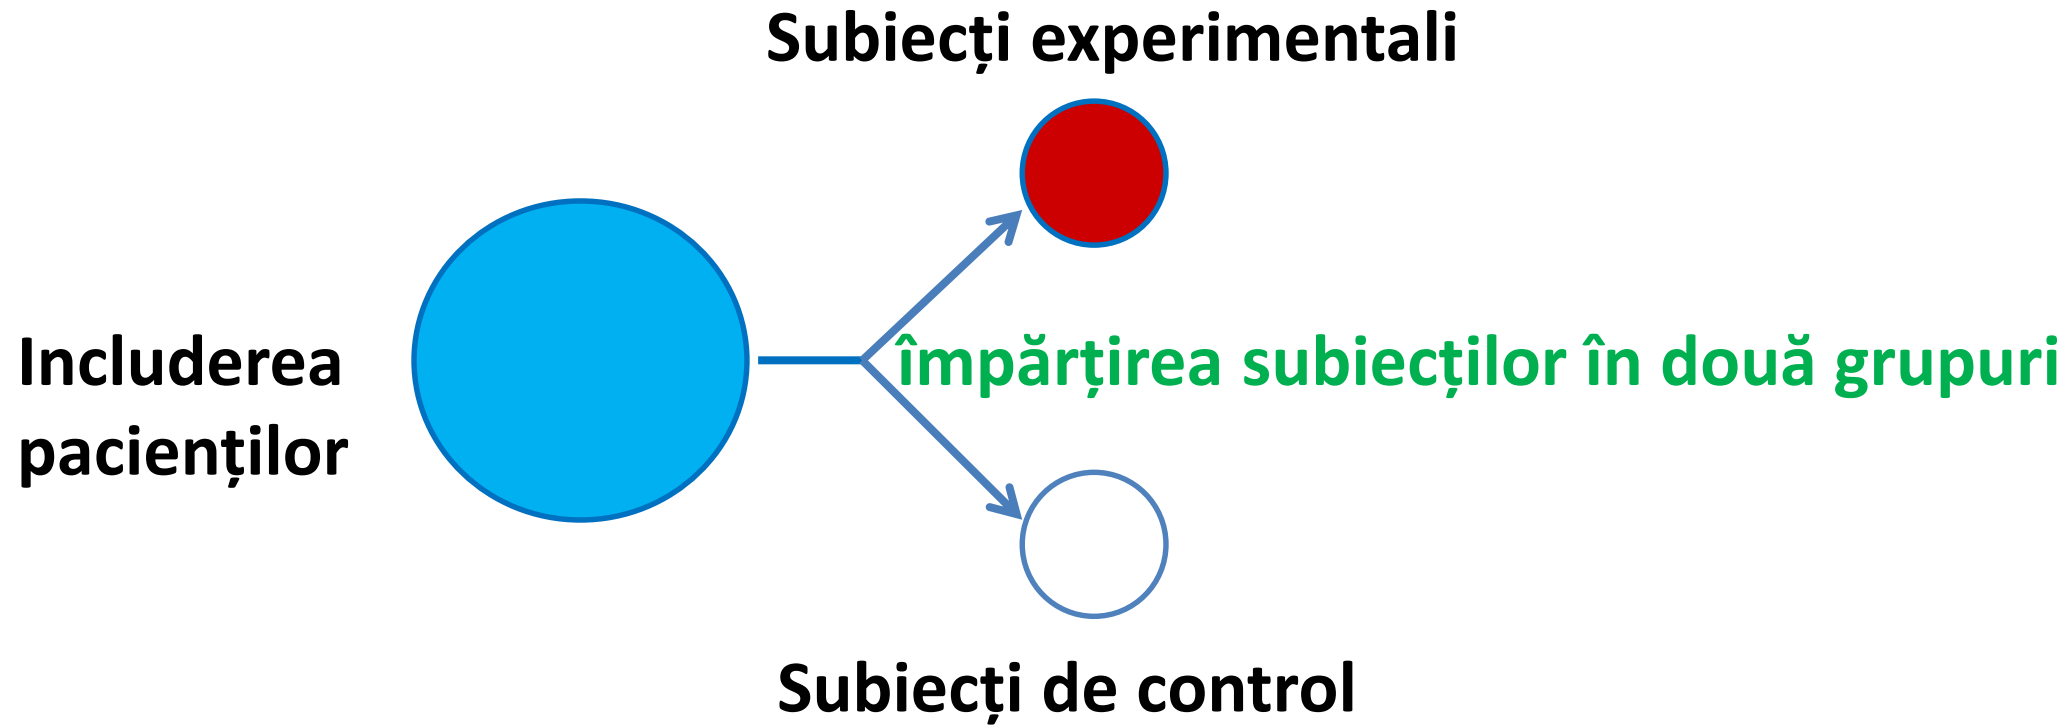 Subiecți experimentali
Includerea
pacienților
împărțirea subiecților în două grupuri
Subiecți de control